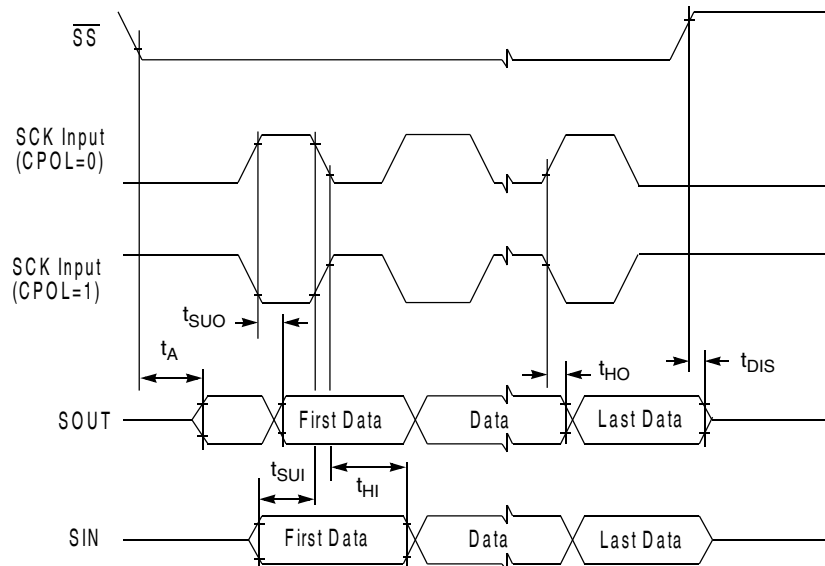 SS
SCK Input
(CPOL=0)
SCK Input
(CPOL=1)
tSUO
tA
tHO
tDIS
SOUT
First Data
Data
Last Data
tSUI
tHI
SIN
First Data
Data
Last Data